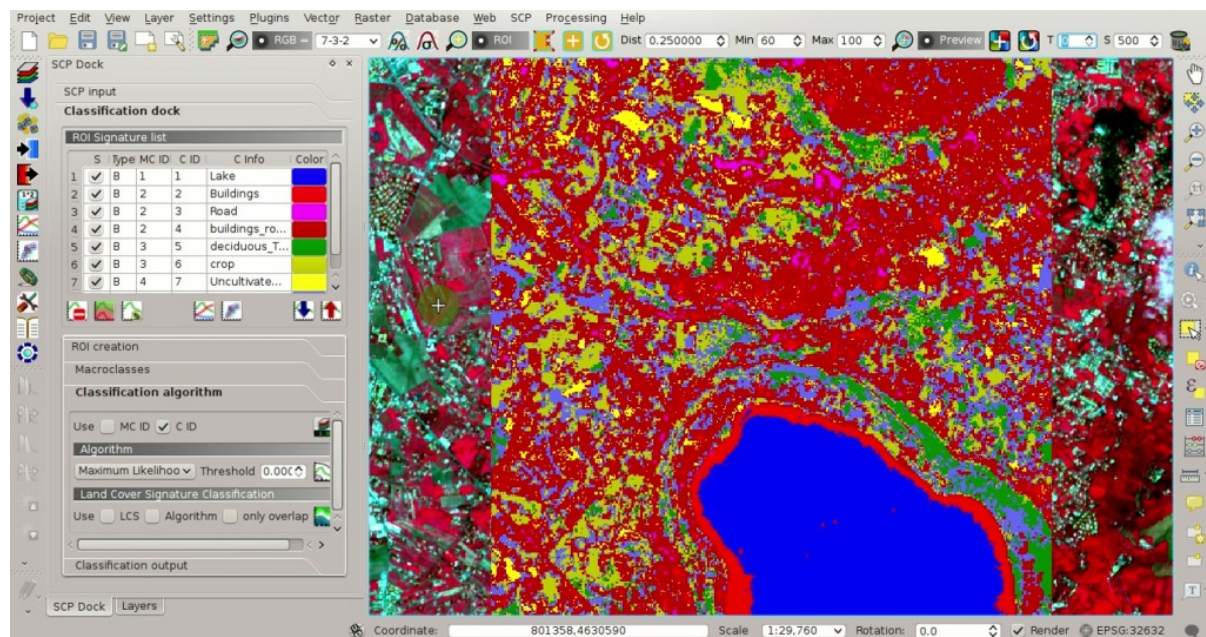 Project Edit View Layer Settings Plugins Vector Raster Database Web SCP Processing Help
RGB = 7-3-2 ROI Dist 0.250000 Min 60 Max 100 Preview T 0 S 500
SCP Dock
SCP input
Classification dock
ROI Signature list
S Type MC ID C ID C Info Color
1 B 1 1 Lake
2 B 2 2 Buildings
3 B 2 3 Road
4 B 2 4 buildings_ro...
5 B 3 5 deciduous_T...
6 B 3 6 crop
7 B 4 7 Uncultivate...
ROI creation
Macroclasses
Classification algorithm
Use MC ID C ID
Algorithm
Maximum Likelihoo Threshold 0.000
Land Cover Signature Classification
Use LCS Algorithm only overlap
Classification output
SCP Dock Layers
Coordinate: 801358,4630590 Scale 1:29,760 Rotation: 0.0 Render EPSG:32632